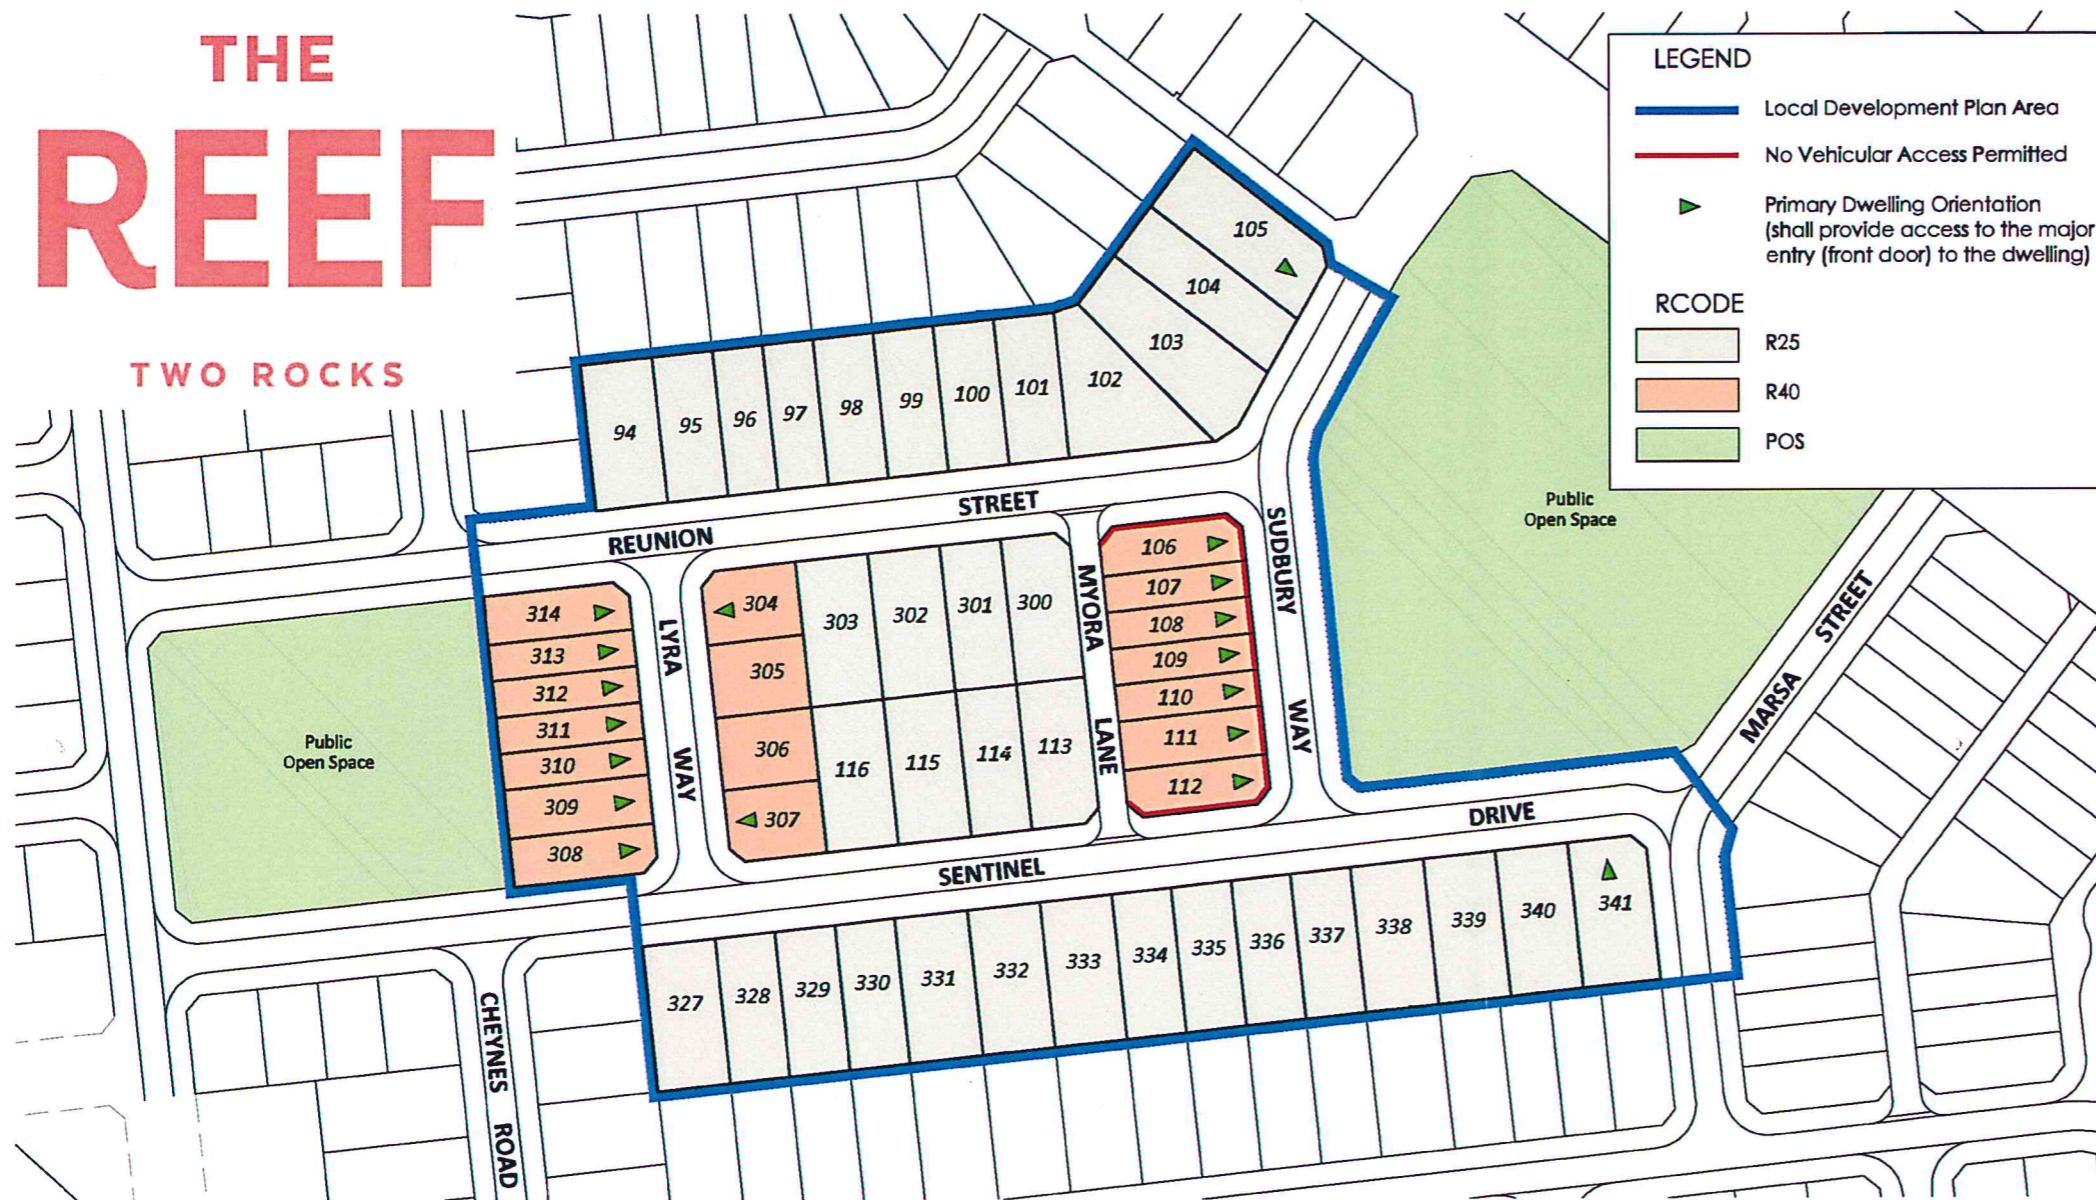 THE
REEF
TWO ROCKS
LEGEND
Local Development Plan Area
No Vehicular Access Permitted
Primary Dwelling Orientation
(shall provide access to the major
entry (front door) to the dwelling)
RCODE
R25
R40
POS
105
104
103
102
101
100
99
98
97
96
95
94
Public
Open Space
REUNION STREET
SUDBURY WAY
MARSA STREET
MYORA LANE
LYRA WAY
106
107
108
109
110
111
112
314
313
312
311
310
309
308
304
305
306
307
303
302
301
300
116
115
114
113
Public
Open Space
SENTINEL DRIVE
327
328
329
330
331
332
333
334
335
336
337
338
339
340
341
CHEYNES ROAD